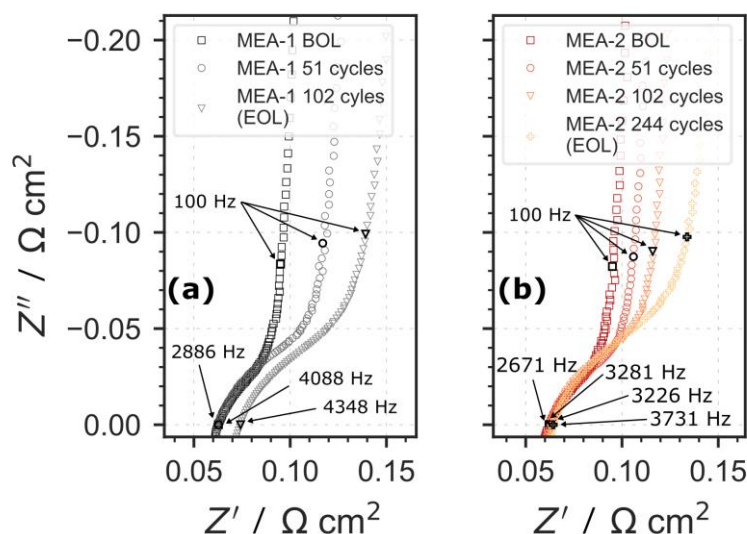 −0.20
−0.15
−0.10
−0.05
0.00
Z″ / Ω cm²
MEA-1 BOL
MEA-1 51 cycles
MEA-1 102 cyles
(EOL)
100 Hz
(a)
2886 Hz
4088 Hz
4348 Hz
0.05
0.10
0.15
Z′ / Ω cm²
MEA-2 BOL
MEA-2 51 cycles
MEA-2 102 cycles
MEA-2 244 cycles
(EOL)
100 Hz
(b)
2671 Hz
3281 Hz
3226 Hz
3731 Hz
0.05
0.10
0.15
Z′ / Ω cm²